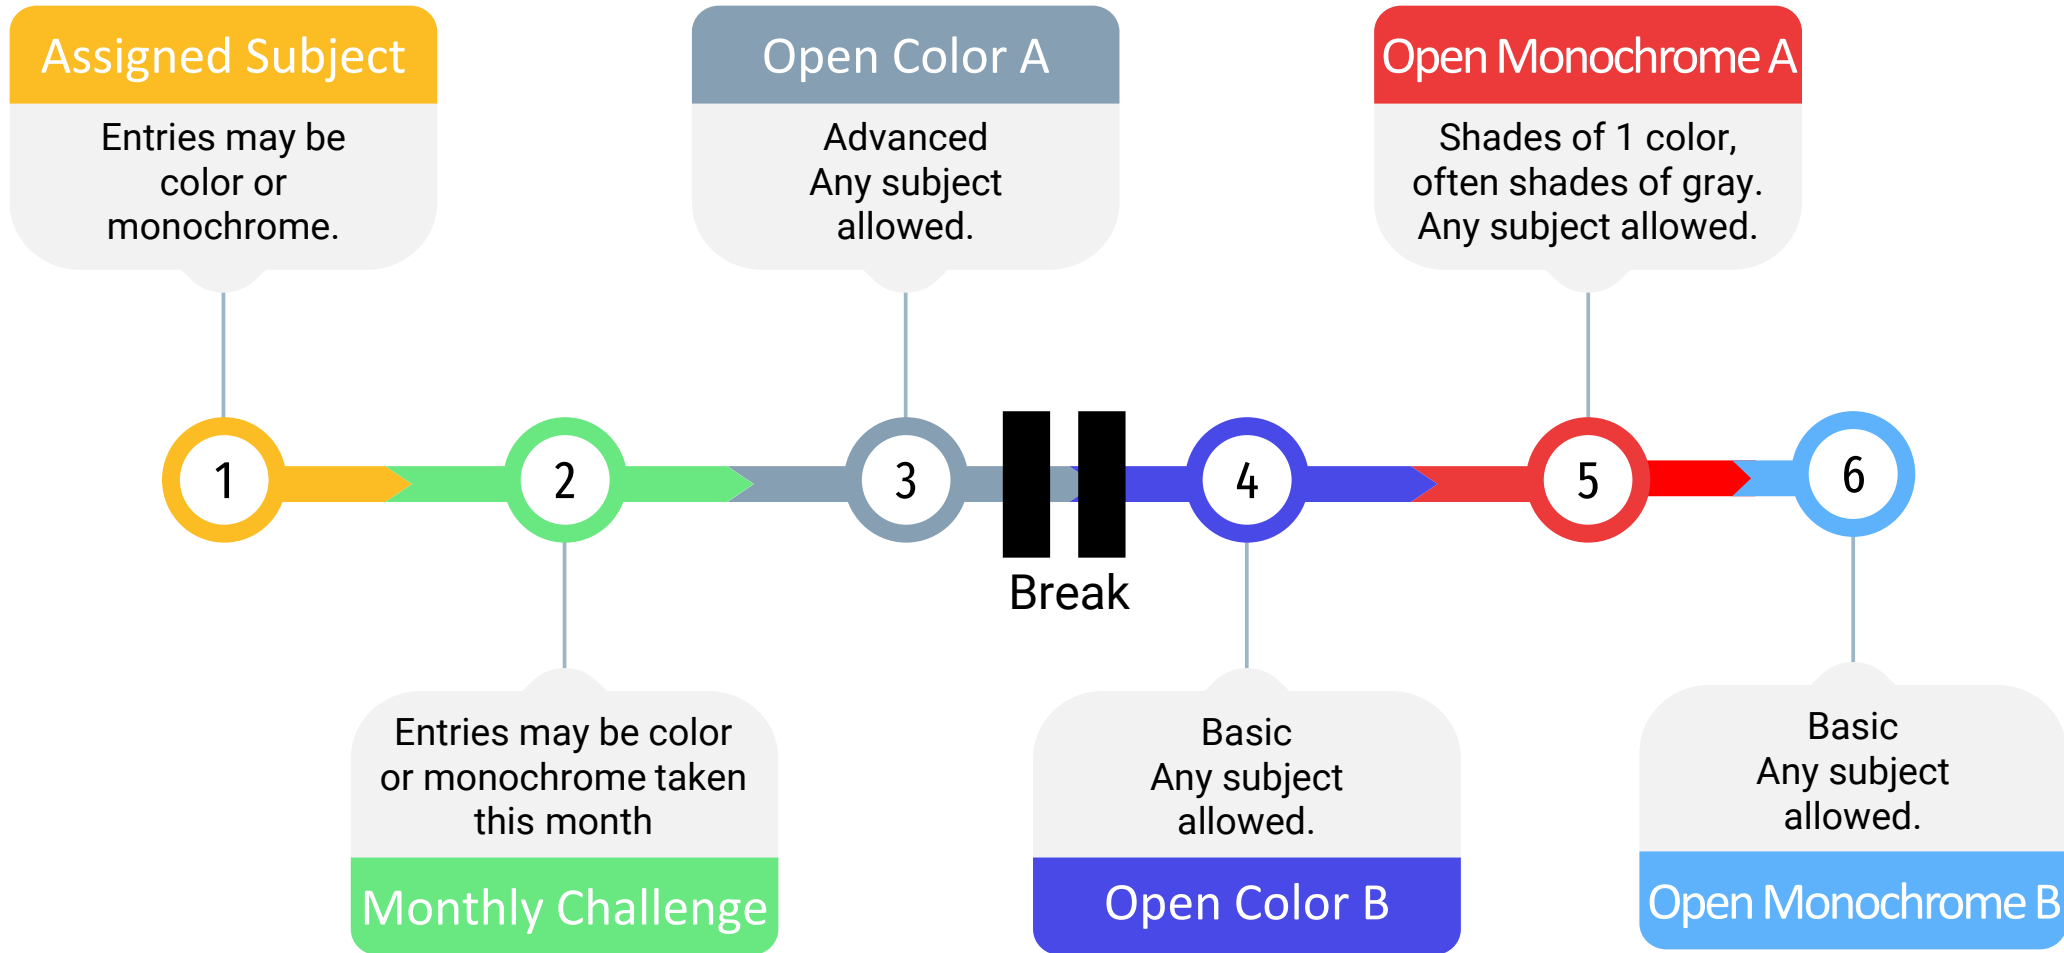 Assigned Subject
Entries may be
color or
monochrome.
Open Color A
Advanced
Any subject
allowed.
Open Monochrome A
Shades of 1 color,
often shades of gray.
Any subject allowed.
1
2
3
4
5
6
Break
Entries may be color
or monochrome taken
this month
Monthly Challenge
Basic
Any subject
allowed.
Open Color B
Basic
Any subject
allowed.
Open Monochrome B